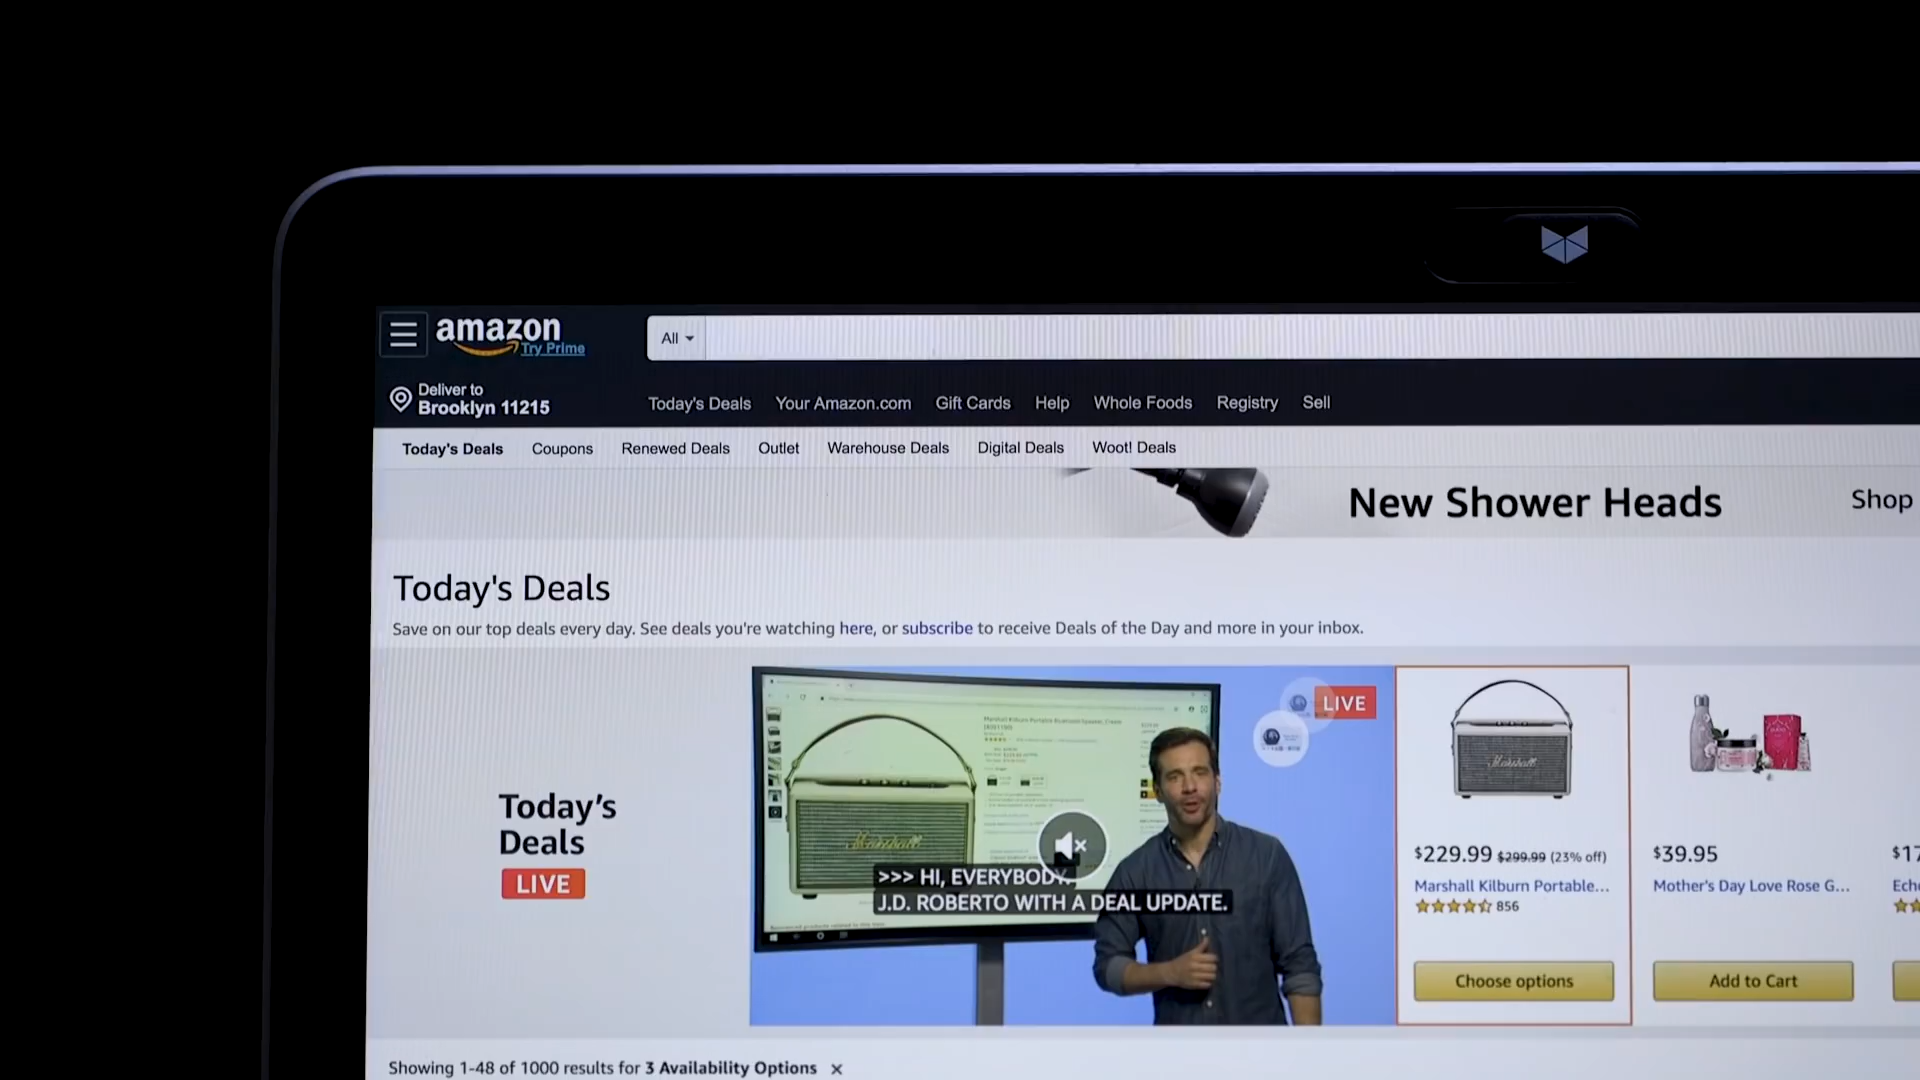 amazon
Try Prime
All
Deliver to
Brooklyn 11215
Today's Deals Your Amazon.com Gift Cards Help Whole Foods Registry Sell
Today's Deals Coupons Renewed Deals Outlet Warehouse Deals Digital Deals Woot! Deals
New Shower Heads Shop
Today's Deals
Save on our top deals every day. See deals you're watching here, or subscribe to receive Deals of the Day and more in your inbox.
Today's
Deals
LIVE
LIVE
Marshall
>>> HI, EVERYBODY.
J.D. ROBERTO WITH A DEAL UPDATE.
Marshall
$229.99 $299.99 (23% off)
Marshall Kilburn Portable...
856
Choose options
$39.95
Mother's Day Love Rose G...
Add to Cart
Showing 1-48 of 1000 results for 3 Availability Options ×